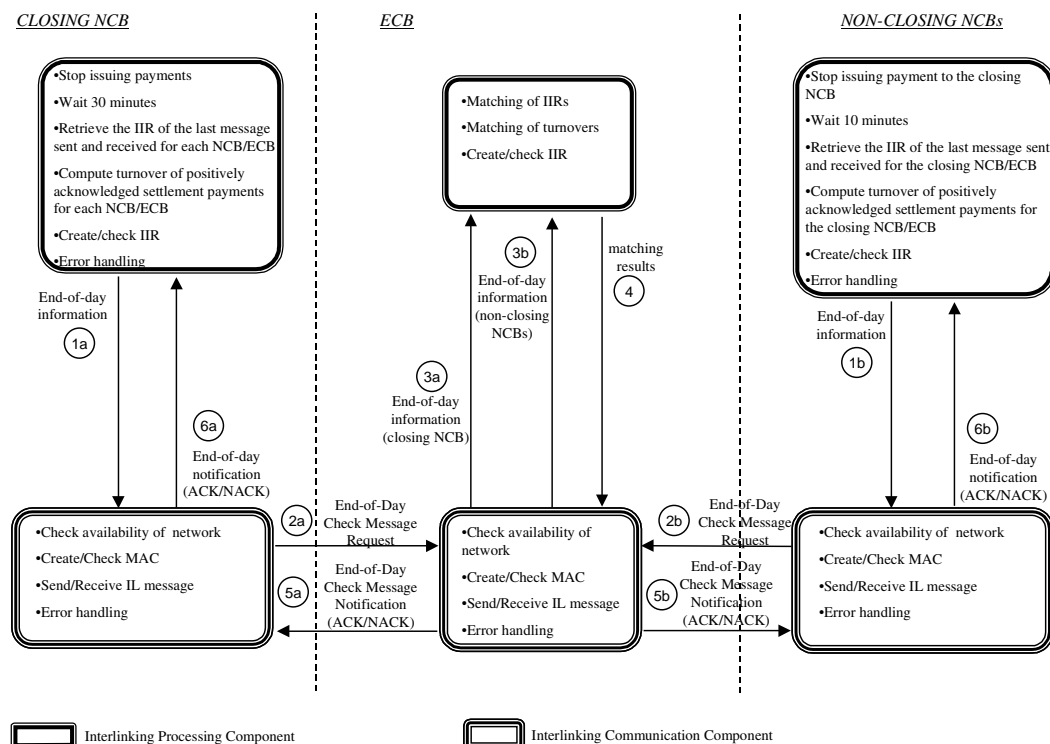 CLOSING NCB
ECB
NON-CLOSING NCBs
•Stop issuing payments
•Wait 30 minutes
•Retrieve the IIR of the last message
sent and received for each NCB/ECB
•Compute turnover of positively
acknowledged settlement payments
for each NCB/ECB
•Create/check IIR
•Error handling
•Matching of IIRs
•Matching of turnovers
•Create/check IIR
•Stop issuing payment to the closing
NCB
•Wait 10 minutes
•Retrieve the IIR of the last message sent
and received for the closing NCB/ECB
•Compute turnover of positively
acknowledged settlement payments for
the closing NCB/ECB
•Create/check IIR
•Error handling
End-of-day
information
1a
6a
End-of-day
notification
(ACK/NACK)
3a
End-of-day
information
(closing NCB)
3b
End-of-day
information
(non-closing
NCBs)
matching
results
4
End-of-day
information
1b
6b
End-of-day
notification
(ACK/NACK)
•Check availability of network
•Create/Check MAC
•Send/Receive IL message
•Error handling
2a
End-of-Day
Check Message
Request
5a
End-of-Day
Check Message
Notification
(ACK/NACK)
•Check availability of
network
•Create/Check MAC
•Send/Receive IL message
•Error handling
2b
End-of-Day
Check Message
Request
5b
End-of-Day
Check Message
Notification
(ACK/NACK)
•Check availability of network
•Create/Check MAC
•Send/Receive IL message
•Error handling
Interlinking Processing Component
Interlinking Communication Component